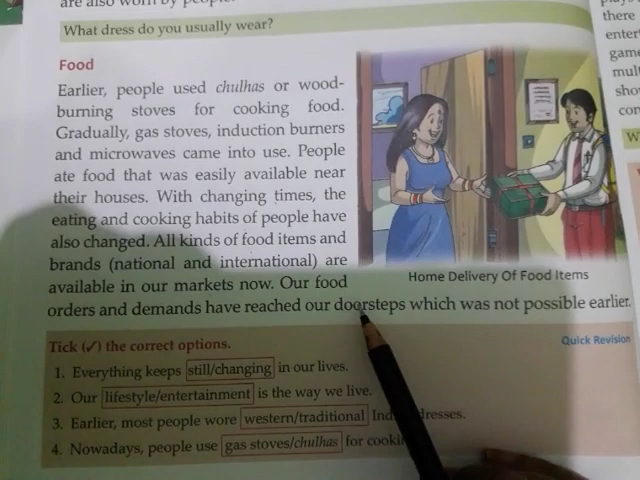 are also worn by people.
What dress do you usually wear?
Food
Earlier, people used chulhas or wood-
burning stoves for cooking food.
Gradually, gas stoves, induction burners
and microwaves came into use. People
ate food that was easily available near
their houses. With changing times, the
eating and cooking habits of people have
also changed. All kinds of food items and
brands (national and international) are
available in our markets now. Our food
orders and demands have reached our doorsteps which was not possible earlier.
Home Delivery Of Food Items
Tick (✓) the correct options.
Quick Revision
1. Everything keeps still/changing in our lives.
2. Our lifestyle/entertainment is the way we live.
3. Earlier, most people wore western/traditional dresses.
4. Nowadays, people use gas stoves/chulhas for
there